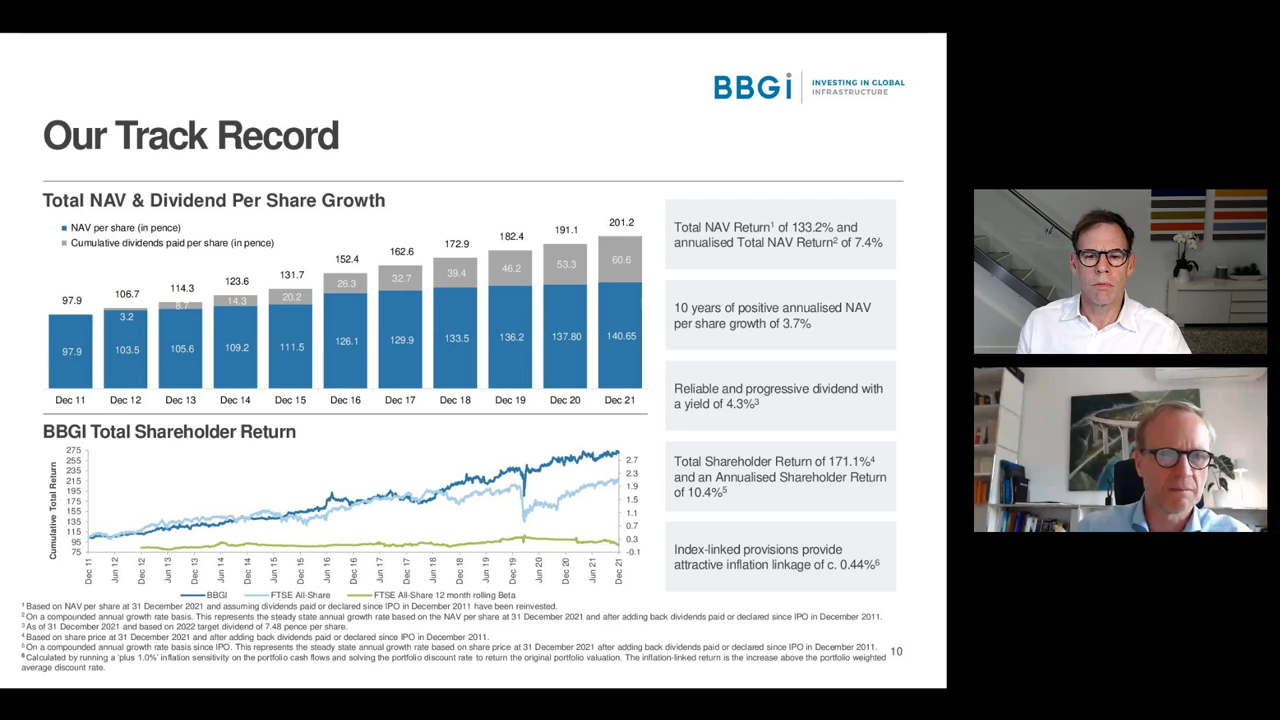 BBGi
INVESTING IN GLOBAL
INFRASTRUCTURE
Our Track Record
Total NAV & Dividend Per Share Growth
NAV per share (in pence)
Cumulative dividends paid per share (in pence)
97.9 106.7 114.3 123.6 131.7 152.4 162.6 172.9 182.4 191.1 201.2
3.2 8.7 14.3 20.2 26.3 32.7 39.4 46.2 53.3 60.6
97.9 103.5 105.6 109.2 111.5 126.1 129.9 133.5 136.2 137.80 140.65
Dec 11 Dec 12 Dec 13 Dec 14 Dec 15 Dec 16 Dec 17 Dec 18 Dec 19 Dec 20 Dec 21
BBGI Total Shareholder Return
Cumulative Total Return
275
255
235
215
195
175
155
135
115
95
75
2.7
2.3
1.9
1.5
1.1
0.7
0.3
-0.1
Dec 11 Jun 12 Dec 12 Jun 13 Dec 13 Jun 14 Dec 14 Jun 15 Dec 15 Jun 16 Dec 16 Jun 17 Dec 17 Jun 18 Dec 18 Jun 19 Dec 19 Jun 20 Dec 20 Jun 21 Dec 21
BBGI FTSE All-Share FTSE All-Share 12 month rolling Beta
Total NAV Return¹ of 133.2% and
annualised Total NAV Return² of 7.4%
10 years of positive annualised NAV
per share growth of 3.7%
Reliable and progressive dividend with
a yield of 4.3%³
Total Shareholder Return of 171.1%⁴
and an Annualised Shareholder Return
of 10.4%⁵
Index-linked provisions provide
attractive inflation linkage of c. 0.44%⁶
¹ Based on NAV per share at 31 December 2021 and assuming dividends paid or declared since IPO in December 2011 have been reinvested.
² On a compounded annual growth rate basis. This represents the steady state annual growth rate based on the NAV per share at 31 December 2021 and after adding back dividends paid or declared since IPO in December 2011.
³ As of 31 December 2021 and based on 2022 target dividend of 7.48 pence per share.
⁴ Based on share price at 31 December 2021 and after adding back dividends paid or declared since IPO in December 2011.
⁵ On a compounded annual growth rate basis since IPO. This represents the steady state annual growth rate based on share price at 31 December 2021 after adding back dividends paid or declared since IPO in December 2011.
⁶ Calculated by running a 'plus 1.0%' inflation sensitivity on the portfolio cash flows and solving the portfolio discount rate to return the original portfolio valuation. The inflation-linked return is the increase above the portfolio weighted
average discount rate.
10